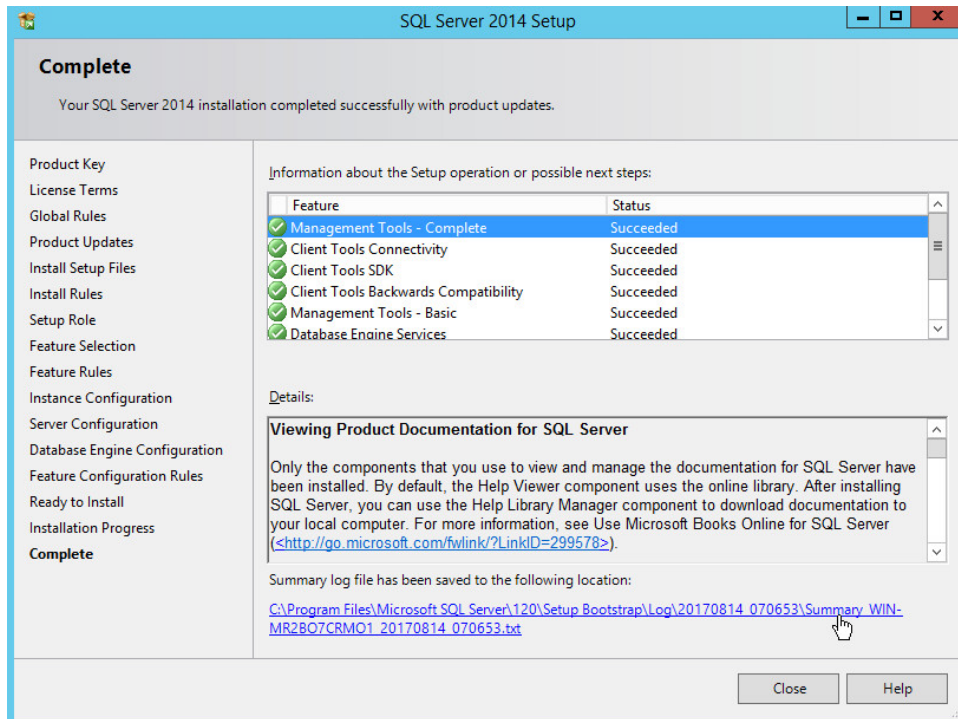 SQL Server 2014 Setup
Complete
Your SQL Server 2014 installation completed successfully with product updates.
Product Key
License Terms
Global Rules
Product Updates
Install Setup Files
Install Rules
Setup Role
Feature Selection
Feature Rules
Instance Configuration
Server Configuration
Database Engine Configuration
Feature Configuration Rules
Ready to Install
Installation Progress
Complete
Information about the Setup operation or possible next steps:
Feature Status
Management Tools - Complete Succeeded
Client Tools Connectivity Succeeded
Client Tools SDK Succeeded
Client Tools Backwards Compatibility Succeeded
Management Tools - Basic Succeeded
Database Engine Services Succeeded
Details:
Viewing Product Documentation for SQL Server
Only the components that you use to view and manage the documentation for SQL Server have
been installed. By default, the Help Viewer component uses the online library. After installing
SQL Server, you can use the Help Library Manager component to download documentation to
your local computer. For more information, see Use Microsoft Books Online for SQL Server
(<http://go.microsoft.com/fwlink/?LinkID=299578>).
Summary log file has been saved to the following location:
C:\Program Files\Microsoft SQL Server\120\Setup Bootstrap\Log\20170814_070653\Summary_WIN-
MR2BO7CRMO1_20170814_070653.txt
Close
Help